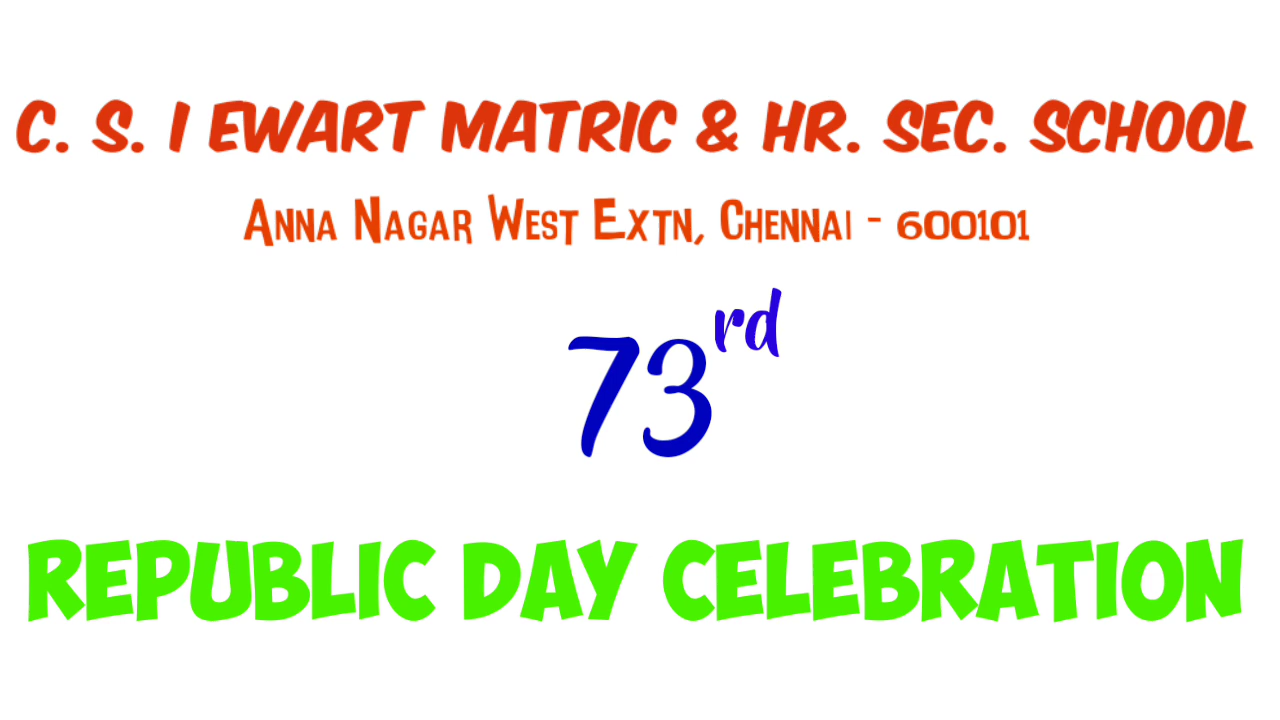 C. S. I EWART MATRIC & HR. SEC. SCHOOL
Anna Nagar West Extn, Chennai - 600101
73rd
REPUBLIC DAY CELEBRATION